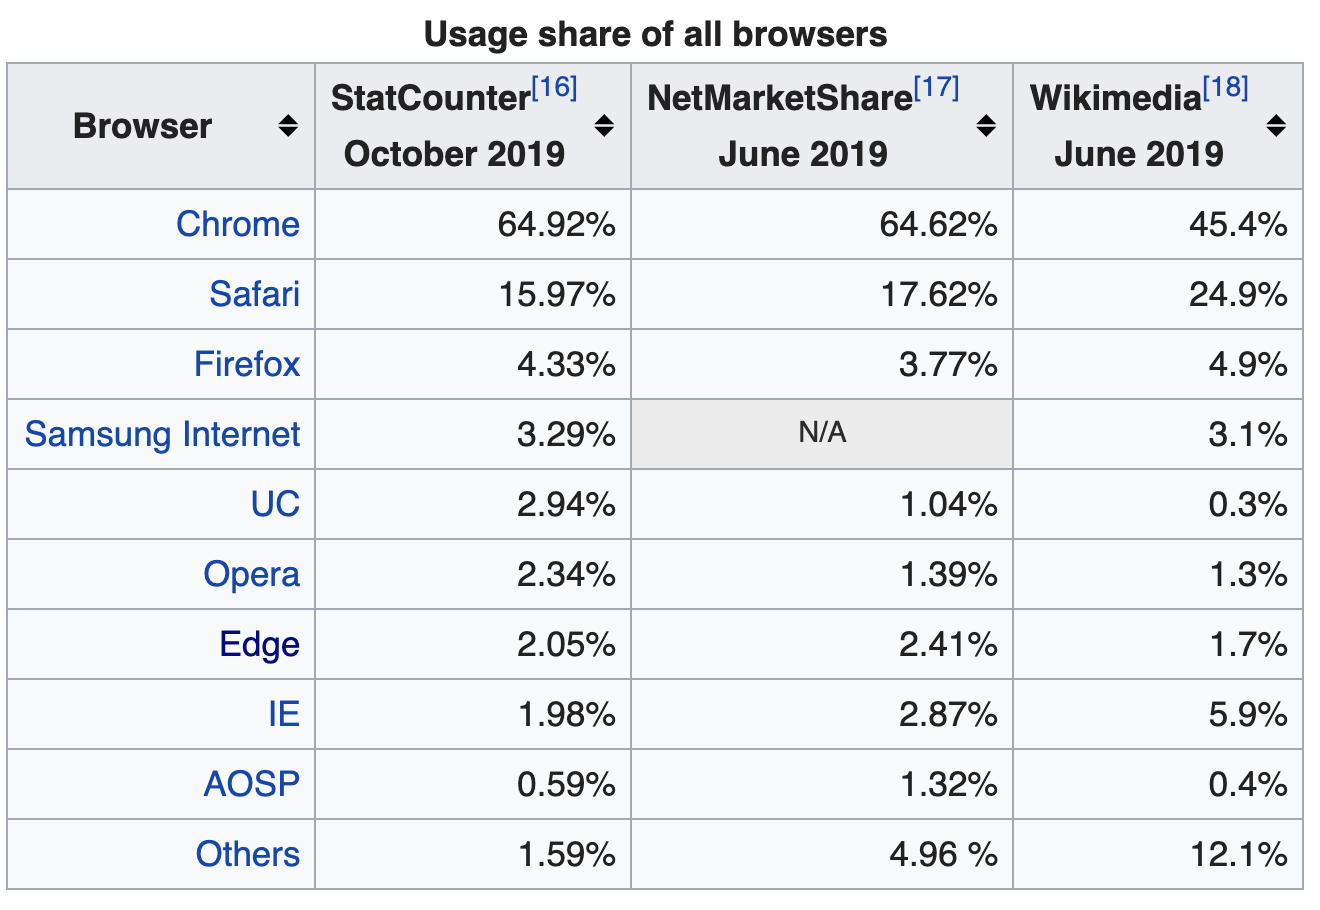 Usage share of all browsers
Browser StatCounter[16] October 2019 NetMarketShare[17] June 2019 Wikimedia[18] June 2019
Chrome 64.92% 64.62% 45.4%
Safari 15.97% 17.62% 24.9%
Firefox 4.33% 3.77% 4.9%
Samsung Internet 3.29% N/A 3.1%
UC 2.94% 1.04% 0.3%
Opera 2.34% 1.39% 1.3%
Edge 2.05% 2.41% 1.7%
IE 1.98% 2.87% 5.9%
AOSP 0.59% 1.32% 0.4%
Others 1.59% 4.96 % 12.1%